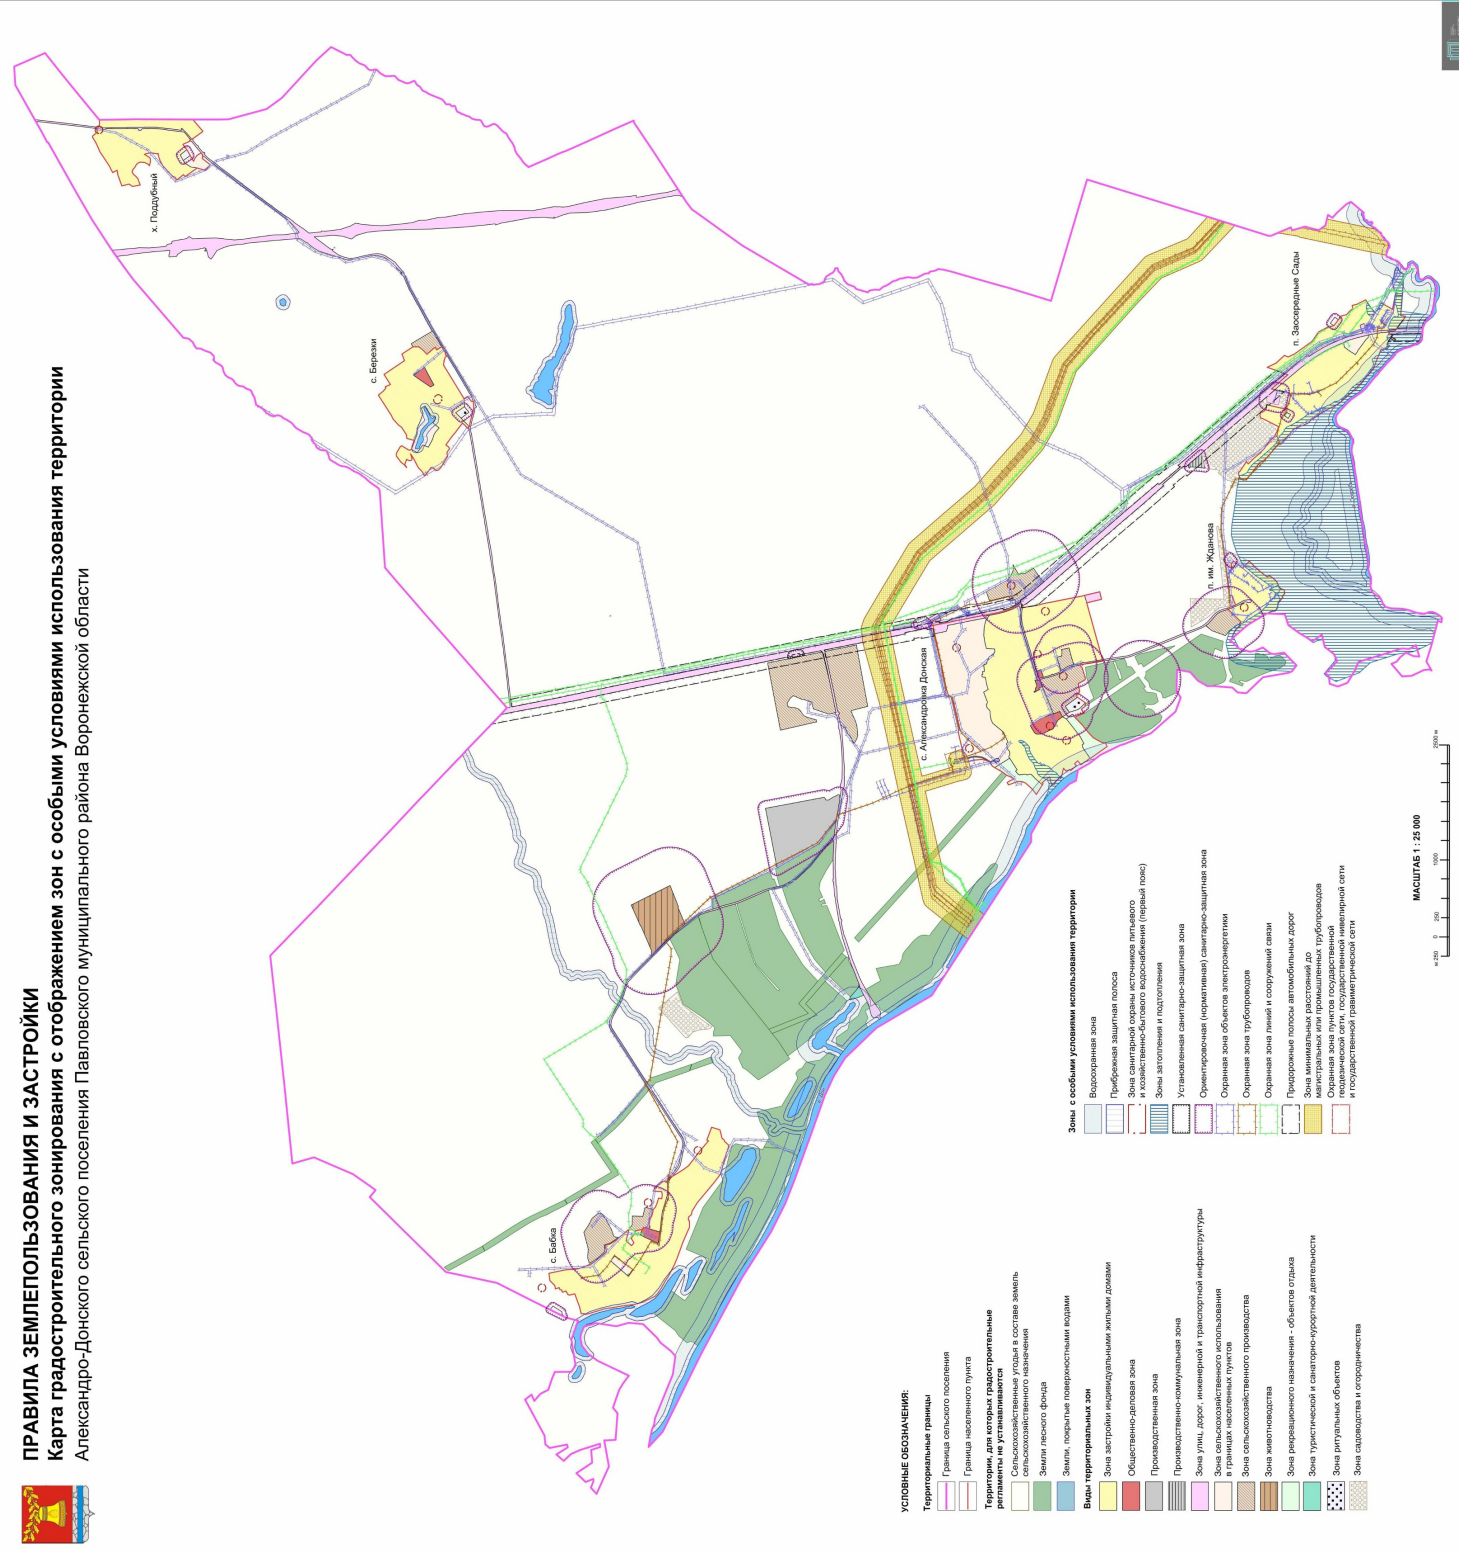 ПРАВИЛА ЗЕМЛЕПОЛЬЗОВАНИЯ И ЗАСТРОЙКИ
Карта градостроительного зонирования с отображением зон с особыми условиями использования территории
Александро-Донского сельского поселения Павловского муниципального района Воронежской области
х. Поддубный
с. Березки
п. Заосередные Сады
п. им. Жданова
с. Александровка Донская
с. Бабка
УСЛОВНЫЕ ОБОЗНАЧЕНИЯ:
Территориальные границы
Граница сельского поселения
Граница населенного пункта
Территории, для которых градостроительные
регламенты не устанавливаются
Сельскохозяйственные угодья в составе земель
сельскохозяйственного назначения
Земли лесного фонда
Земли, покрытые поверхностными водами
Виды территориальных зон
Зона застройки индивидуальными жилыми домами
Общественно-деловая зона
Производственная зона
Производственно-коммунальная зона
Зона улиц, дорог, инженерной и транспортной инфраструктуры
Зона сельскохозяйственного использования
в границах населенных пунктов
Зона сельскохозяйственного производства
Зона животноводства
Зона рекреационного назначения - объектов отдыха
Зона туристической и санаторно-курортной деятельности
Зона ритуальных объектов
Зона садоводства и огородничества
Зоны с особыми условиями использования территории
Водоохранная зона
Прибрежная защитная полоса
Зона санитарной охраны источников питьевого
и хозяйственно-бытового водоснабжения (первый пояс)
Зоны затопления и подтопления
Установленная санитарно-защитная зона
Ориентировочная (нормативная) санитарно-защитная зона
Охранная зона объектов электроэнергетики
Охранная зона трубопроводов
Охранная зона линий и сооружений связи
Придорожные полосы автомобильных дорог
Зона минимальных расстояний до
магистральных или промышленных трубопроводов
Охранная зона пунктов государственной
геодезической сети, государственной нивелирной сети
и государственной гравиметрической сети
МАСШТАБ 1 : 25 000
м 250 0 250 1000 2500 м